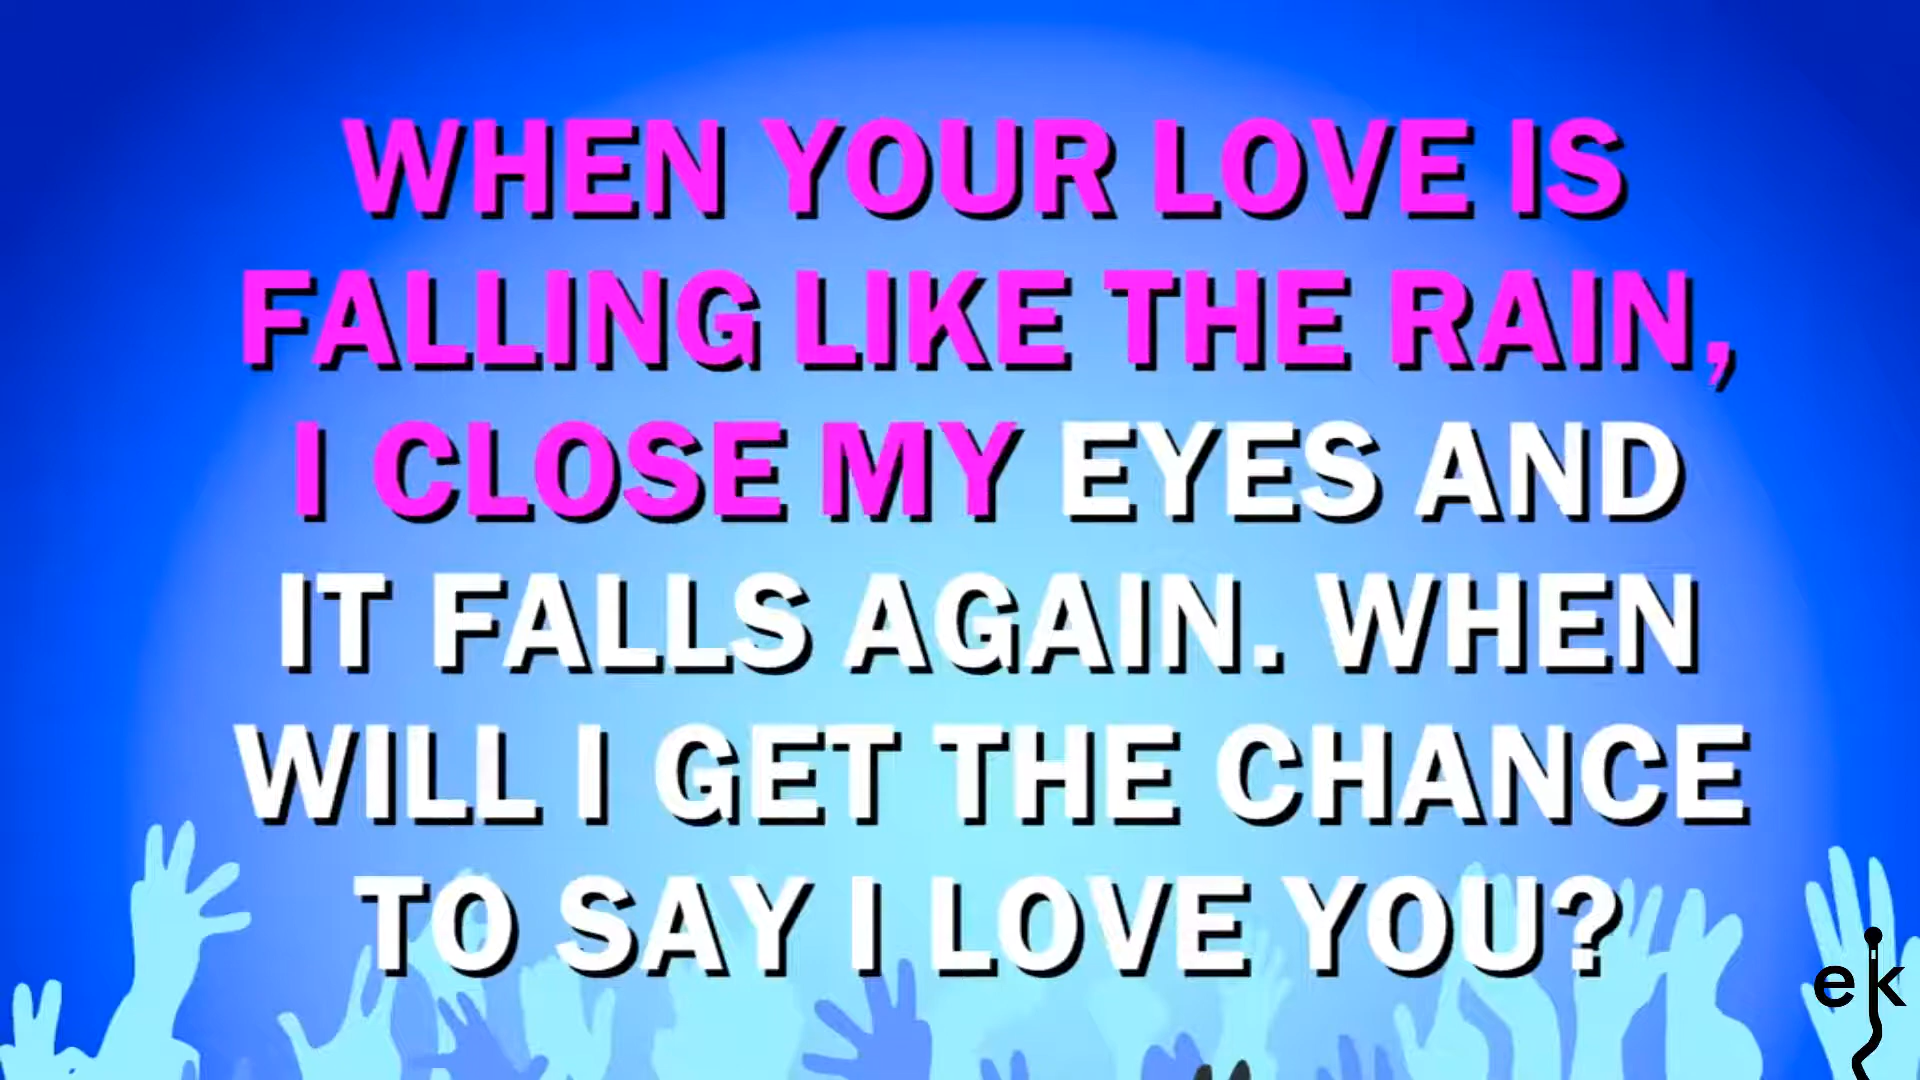 WHEN YOUR LOVE IS
FALLING LIKE THE RAIN,
I CLOSE MY EYES AND
IT FALLS AGAIN. WHEN
WILL I GET THE CHANCE
TO SAY I LOVE YOU?
ek